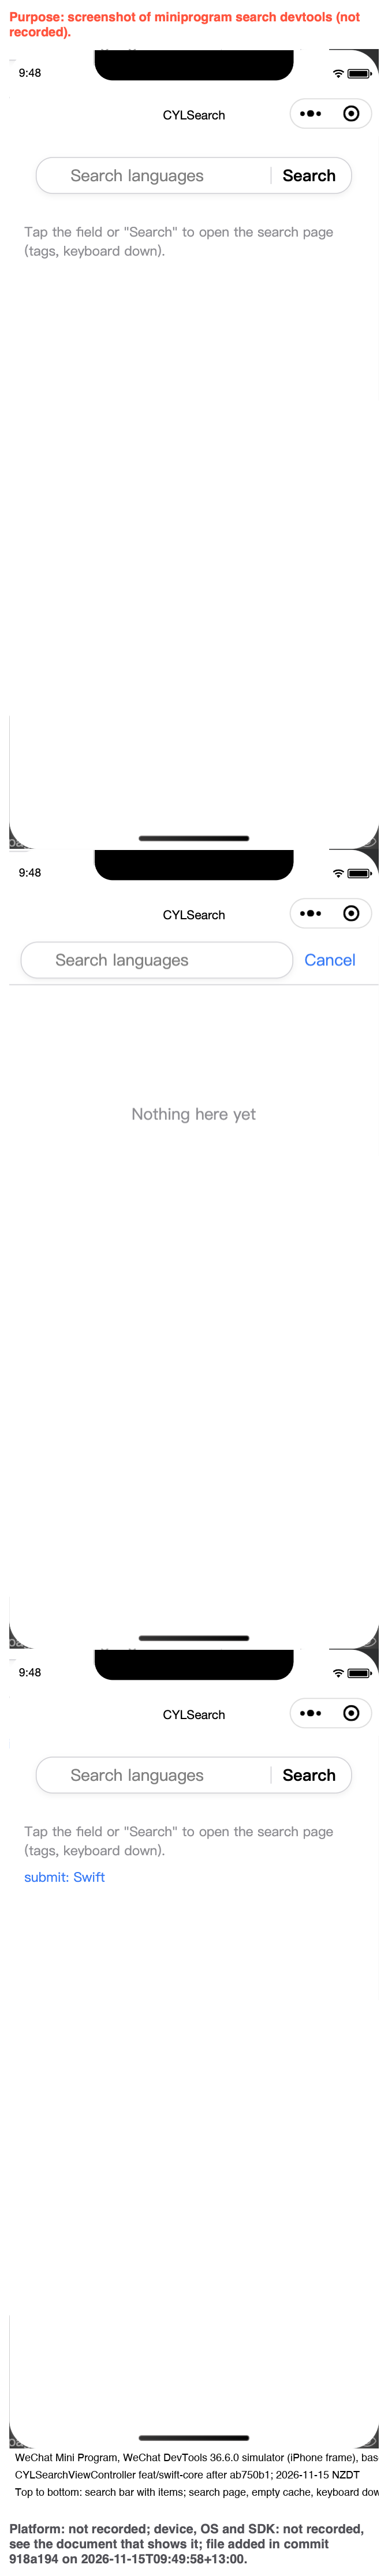 Purpose: screenshot of miniprogram search devtools (not
recorded).
9:48
CYLSearch
Search languages
Search
Tap the field or "Search" to open the search page
(tags, keyboard down).
9:48
CYLSearch
Search languages
Cancel
Nothing here yet
9:48
CYLSearch
Search languages
Search
Tap the field or "Search" to open the search page
(tags, keyboard down).
submit: Swift
WeChat Mini Program, WeChat DevTools 36.6.0 simulator (iPhone frame), bas
CYLSearchViewController feat/swift-core after ab750b1; 2026-11-15 NZDT
Top to bottom: search bar with items; search page, empty cache, keyboard dow
Platform: not recorded; device, OS and SDK: not recorded,
see the document that shows it; file added in commit
918a194 on 2026-11-15T09:49:58+13:00.